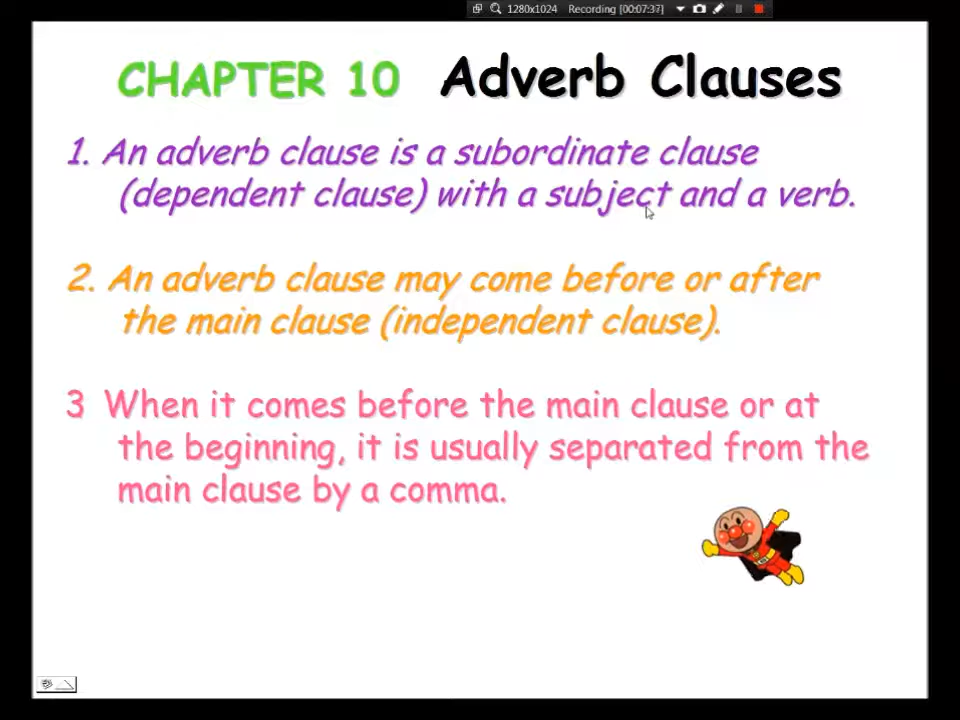 1280x1024 Recording [00:07:37]
CHAPTER 10 Adverb Clauses
1. An adverb clause is a subordinate clause
(dependent clause) with a subject and a verb.
2. An adverb clause may come before or after
the main clause (independent clause).
3 When it comes before the main clause or at
the beginning, it is usually separated from the
main clause by a comma.